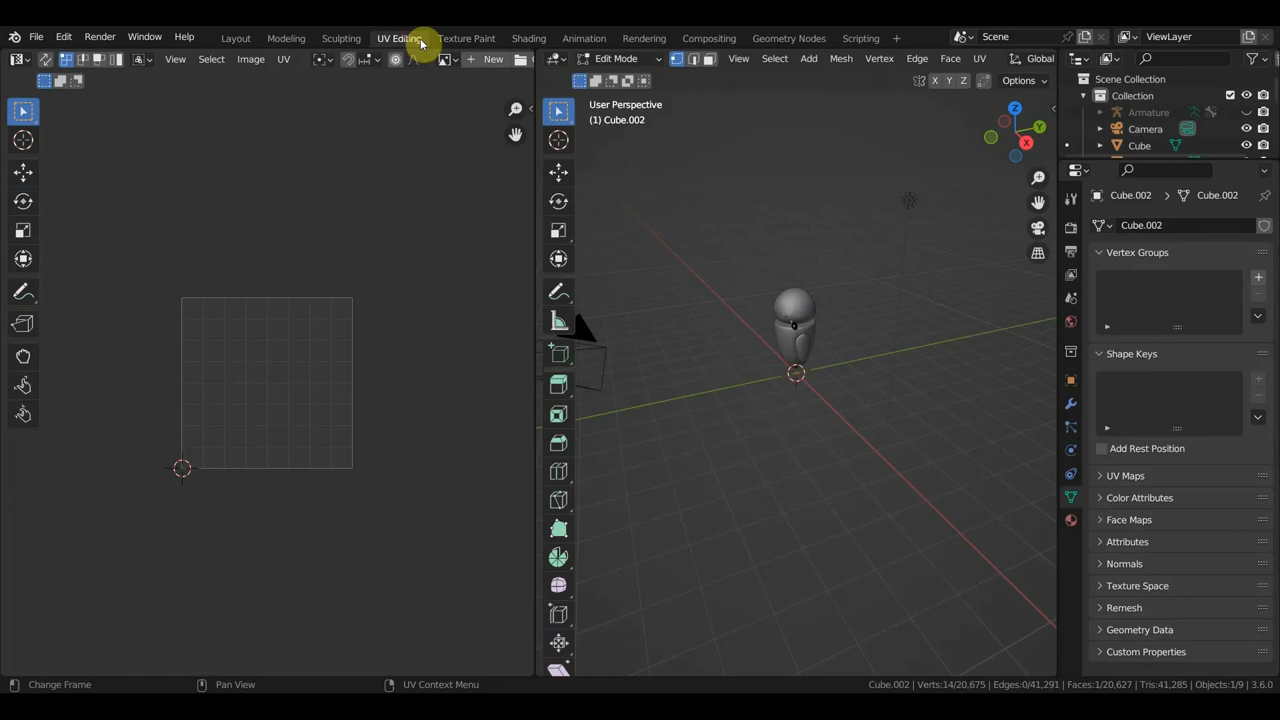 File Edit Render Window Help Layout Modeling Sculpting UV Editing Texture Paint Shading Animation Rendering Compositing Geometry Nodes Scripting Scene ViewLayer
View Select Image UV New Edit Mode View Select Add Mesh Vertex Edge Face UV Global
X Y Z Options
Scene Collection
Collection
Armature
Camera
Cube
User Perspective
(1) Cube.002
Z
Y
X
Cube.002 Cube.002
Cube.002
Vertex Groups
Shape Keys
Add Rest Position
UV Maps
Color Attributes
Face Maps
Attributes
Normals
Texture Space
Remesh
Geometry Data
Custom Properties
Change Frame Pan View UV Context Menu Cube.002 | Verts:14/20,675 | Edges:0/41,291 | Faces:1/20,627 | Tris:41,285 | Objects:1/9 | 3.6.0